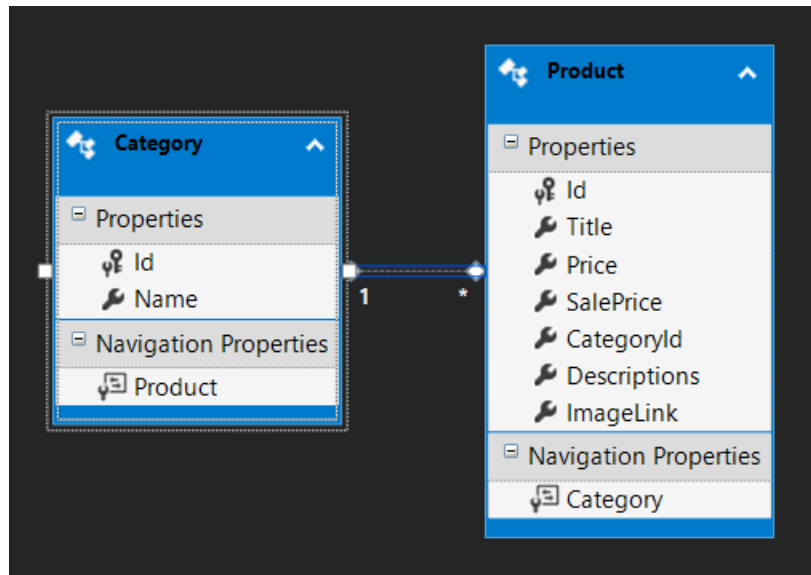 Category
Properties
Id
Name
Navigation Properties
Product
1
*
Product
Properties
Id
Title
Price
SalePrice
CategoryId
Descriptions
ImageLink
Navigation Properties
Category